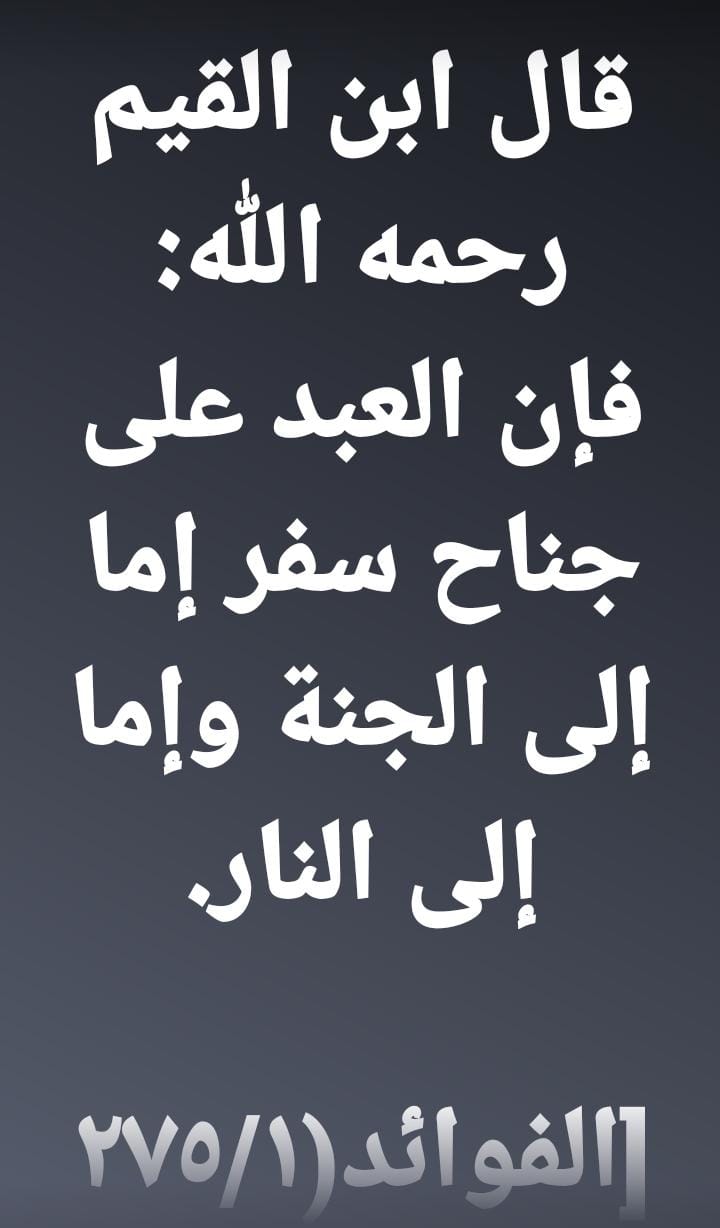 قال ابن القيم
رحمه الله:
فإن العبد على
جناح سفر إما
إلى الجنة وإما
إلى النار.
[الفوائد(٢٧٥/١